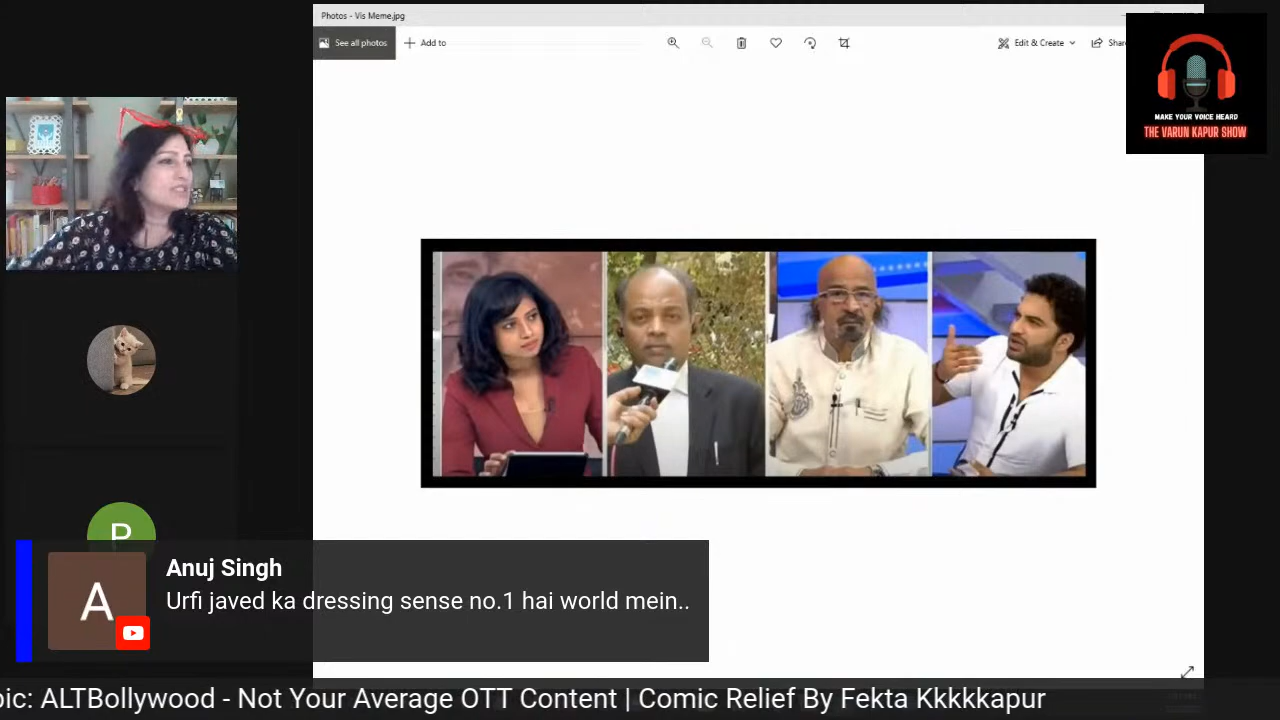 Photos - Vis Meme.jpg
See all photos
Add to
Edit & Create
Shar
MAKE YOUR VOICE HEARD
THE VARUN KAPUR SHOW
P
A
Anuj Singh
Urfi javed ka dressing sense no.1 hai world mein..
pic: ALTBollywood - Not Your Average OTT Content | Comic Relief By Fekta Kkkkkapur